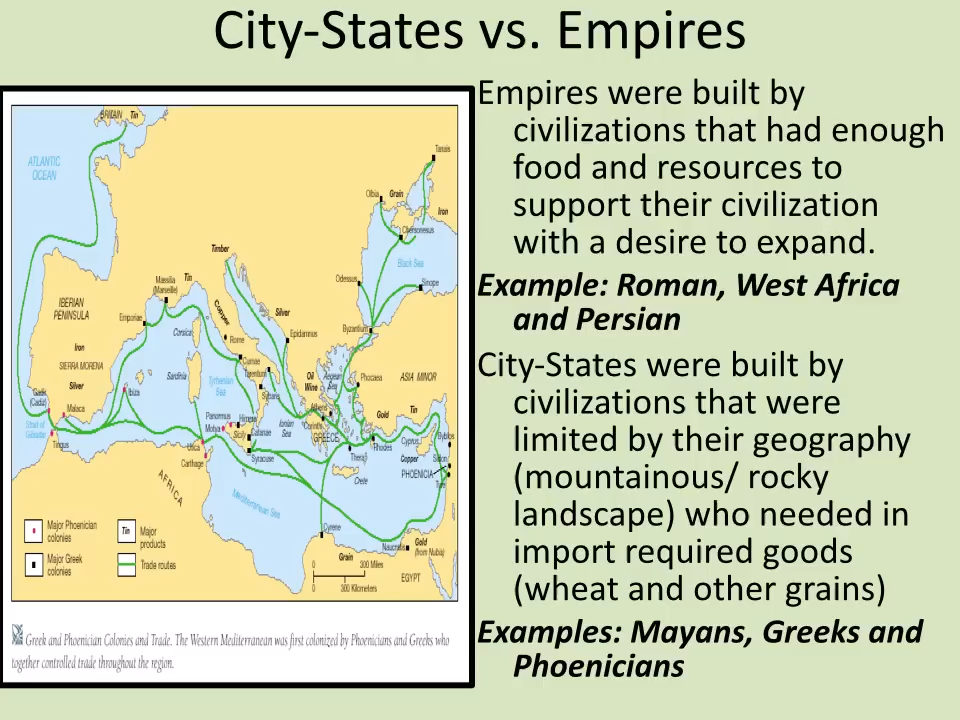 City-States vs. Empires
Empires were built by
civilizations that had enough
food and resources to
support their civilization
with a desire to expand.
Example: Roman, West Africa
and Persian
City-States were built by
civilizations that were
limited by their geography
(mountainous/ rocky
landscape) who needed in
import required goods
(wheat and other grains)
Examples: Mayans, Greeks and
Phoenicians
BRITAIN Tin
ATLANTIC
OCEAN
Tanais
Olbia
Grain
Iron
Chersonesus
Black Sea
Sinope
Odessus
Byzantium
Timber
Massilia
(Marseille)
Tin
IBERIAN
PENINSULA
Emporiae
Corsica
Copper
Rome
Silver
Epidamnus
Iron
SIERRA MORENA
Silver
Sardinia
Cumae
Tarentum
Tyrrhenian
Sea
Sybaris
Oil
Wine
Aegean
Sea
Phocaea
ASIA MINOR
Gades
(Cadiz)
Malaca
Ibiza
Strait of
Gibraltar
Tingus
Panormus
Motya
Himera
Sicily
Catanae
Ionian
Sea
Athens
Corinth
GREECE
Gold
Tin
Utica
Carthage
Syracuse
Thera
Rhodes
Cyprus
Byblos
Copper
Sidon
PHOENICIA
Tyre
Crete
AFRICA
Mediterranean Sea
Cyrene
Naucratis
Gold
(from Nubia)
Grain
EGYPT
Major Phoenician
colonies
Tin
Major
products
Major Greek
colonies
Trade routes
0 300 Miles
0 300 Kilometers
Greek and Phoenician Colonies and Trade. The Western Mediterranean was first colonized by Phoenicians and Greeks who
together controlled trade throughout the region.